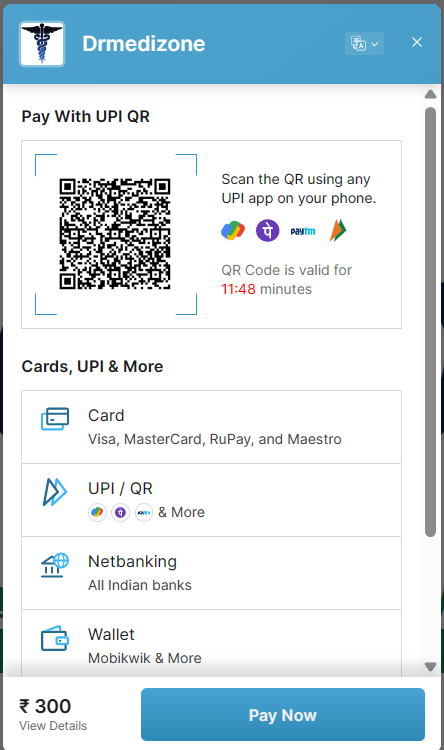 Drmedizone
Pay With UPI QR
Scan the QR using any
UPI app on your phone.
paytm
QR Code is valid for
11:48 minutes
Cards, UPI & More
Card
Visa, MasterCard, RuPay, and Maestro
UPI / QR
& More
Netbanking
All Indian banks
Wallet
Mobikwik & More
₹ 300
View Details
Pay Now